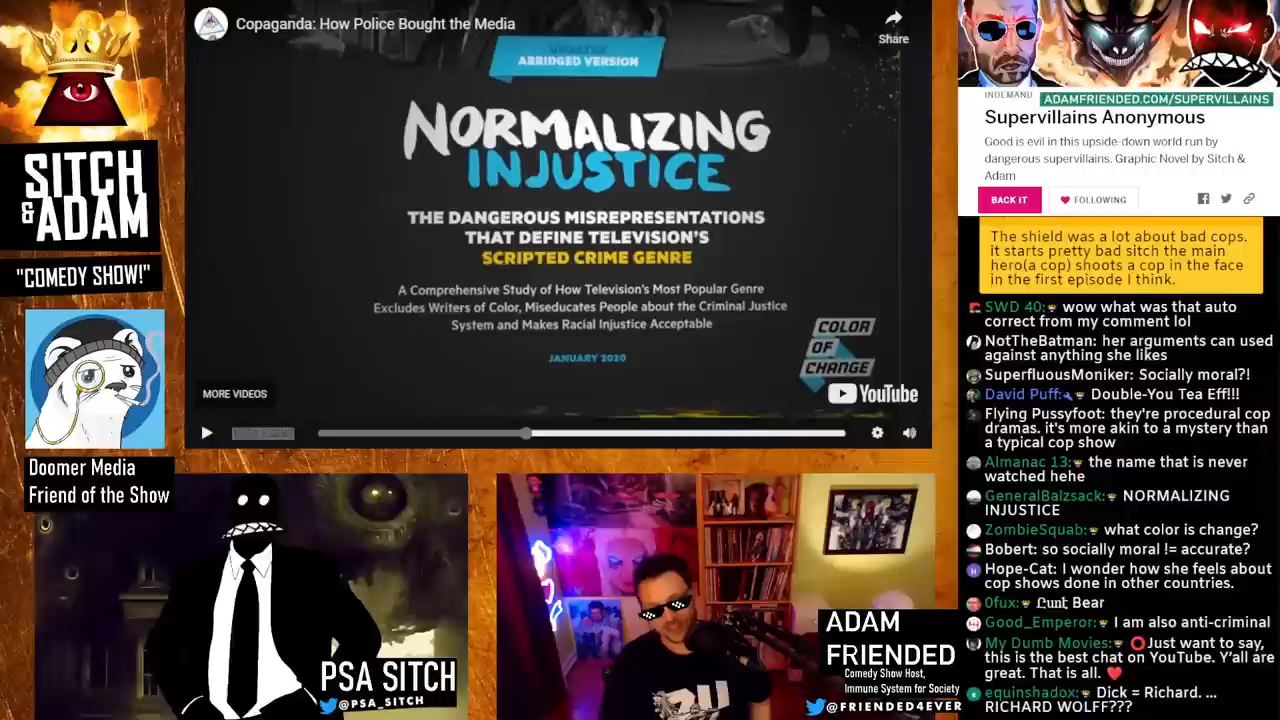 Copaganda: How Police Bought the Media
Share
UPDATED
ABRIDGED VERSION
NORMALIZING
INJUSTICE
THE DANGEROUS MISREPRESENTATIONS
THAT DEFINE TELEVISION'S
SCRIPTED CRIME GENRE
A Comprehensive Study of How Television's Most Popular Genre
Excludes Writers of Color, Miseducates People about the Criminal Justice
System and Makes Racial Injustice Acceptable
JANUARY 2020
COLOR
OF
CHANGE
MORE VIDEOS
YouTube
SITCH
& ADAM
"COMEDY SHOW!"
Doomer Media
Friend of the Show
PSA SITCH
@PSA_SITCH
ADAM
FRIENDED
Comedy Show Host,
Immune System for Society
@FRIENDED4EVER
INDEMAND
ADAMFRIENDED.COM/SUPERVILLAINS
Supervillains Anonymous
Good is evil in this upside-down world run by
dangerous supervillains. Graphic Novel by Sitch &
Adam
BACK IT
FOLLOWING
The shield was a lot about bad cops.
it starts pretty bad sitch the main
hero(a cop) shoots a cop in the face
in the first episode I think.
SWD 40: wow what was that auto
correct from my comment lol
NotTheBatman: her arguments can used
against anything she likes
SuperfluousMoniker: Socially moral?!
David Puff: Double-You Tea Eff!!!
Flying Pussyfoot: they're procedural cop
dramas. it's more akin to a mystery than
a typical cop show
Almanac 13: the name that is never
watched hehe
GeneralBalzsack: NORMALIZING
INJUSTICE
ZombieSquab: what color is change?
Bobert: so socially moral != accurate?
Hope-Cat: I wonder how she feels about
cop shows done in other countries.
0fux: 𝕷𝖚𝖓𝖙 Bear
Good_Emperor: I am also anti-criminal
My Dumb Movies: ⭕Just want to say,
this is the best chat on YouTube. Y'all are
great. That is all. ❤️
equinshadox: Dick = Richard. ...
RICHARD WOLFF???